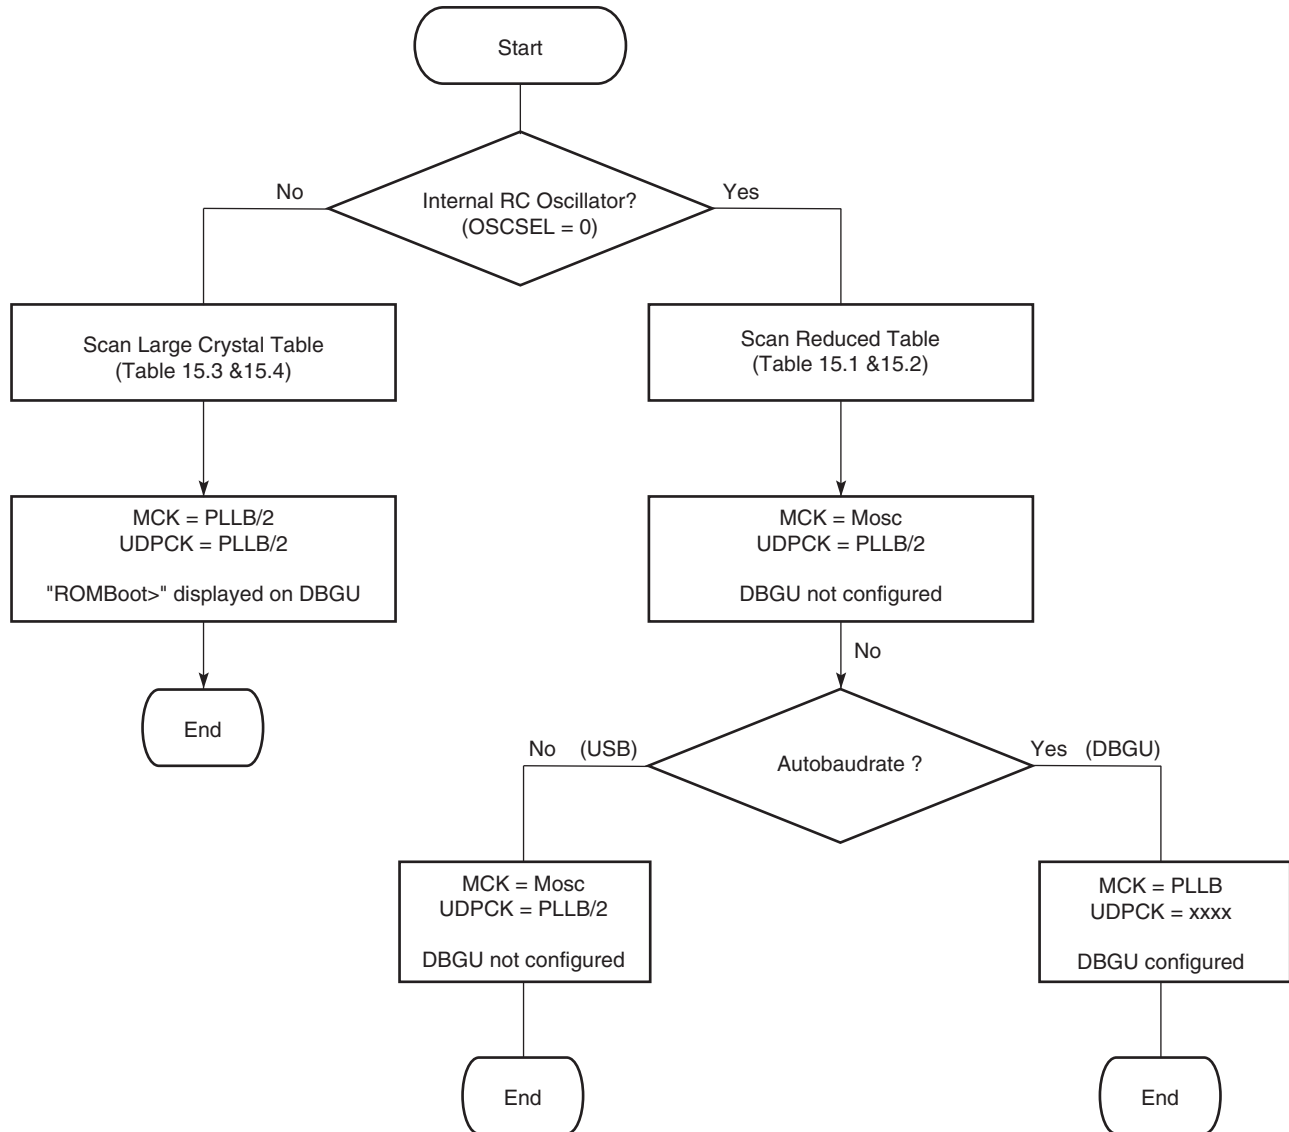 Start
No
Yes
Internal RC Oscillator?
(OSCSEL = 0)
Scan Large Crystal Table
(Table 15.3 &15.4)
Scan Reduced Table
(Table 15.1 &15.2)
MCK = PLLB/2
UDPCK = PLLB/2
"ROMBoot>" displayed on DBGU
MCK = Mosc
UDPCK = PLLB/2
DBGU not configured
No
End
No (USB)
Autobaudrate ?
Yes (DBGU)
MCK = Mosc
UDPCK = PLLB/2
DBGU not configured
MCK = PLLB
UDPCK = xxxx
DBGU configured
End
End